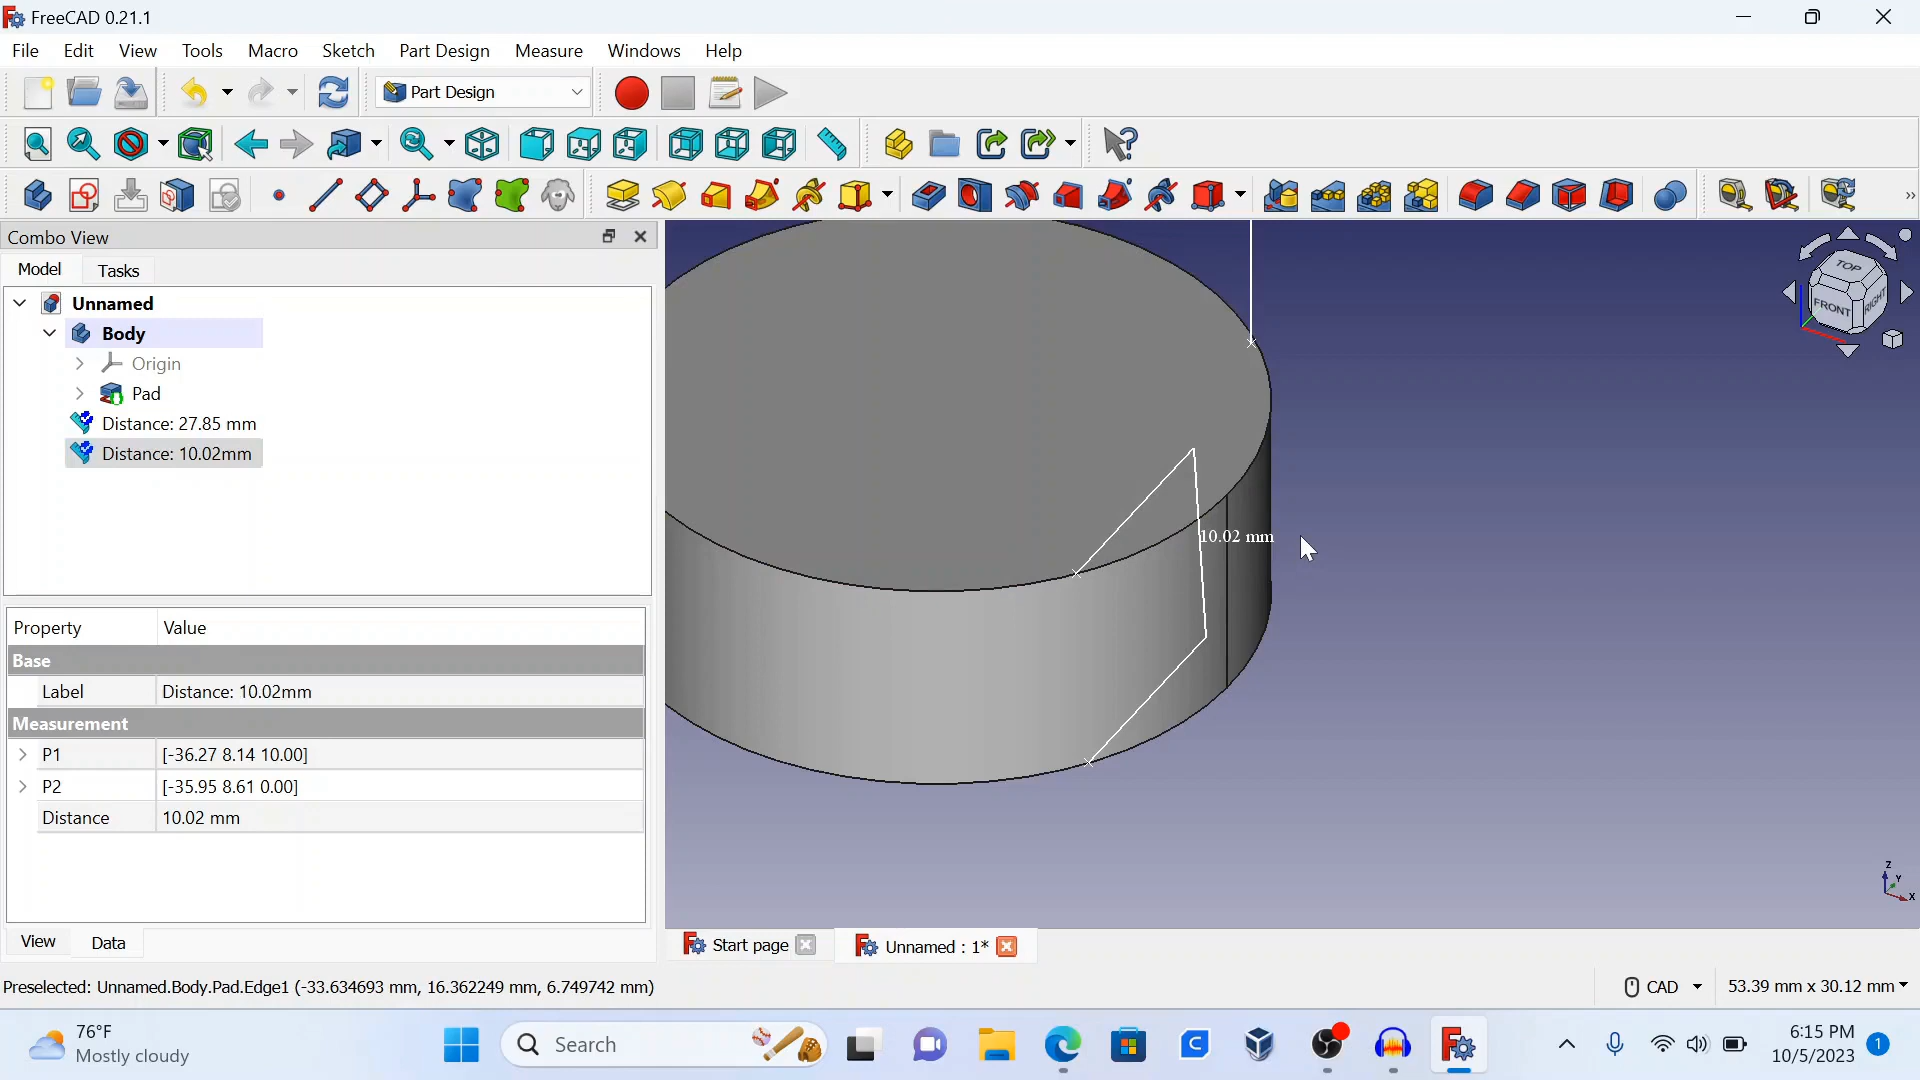 FreeCAD 0.21.1
File Edit View Tools Macro Sketch Part Design Measure Windows Help
Part Design
Combo View
Model Tasks
Unnamed
Body
Origin
Pad
Distance: 27.85 mm
Distance: 10.02mm
Property Value
Base
Label Distance: 10.02mm
Measurement
P1 [-36.27 8.14 10.00]
P2 [-35.95 8.61 0.00]
Distance 10.02 mm
View Data
TOP
FRONT RIGHT
10.02 mm
Z
Y
X
Start page Unnamed : 1*
Preselected: Unnamed.Body.Pad.Edge1 (-33.634693 mm, 16.362249 mm, 6.749742 mm)
CAD 53.39 mm x 30.12 mm
76°F
Mostly cloudy
Search
6:15 PM
10/5/2023
1